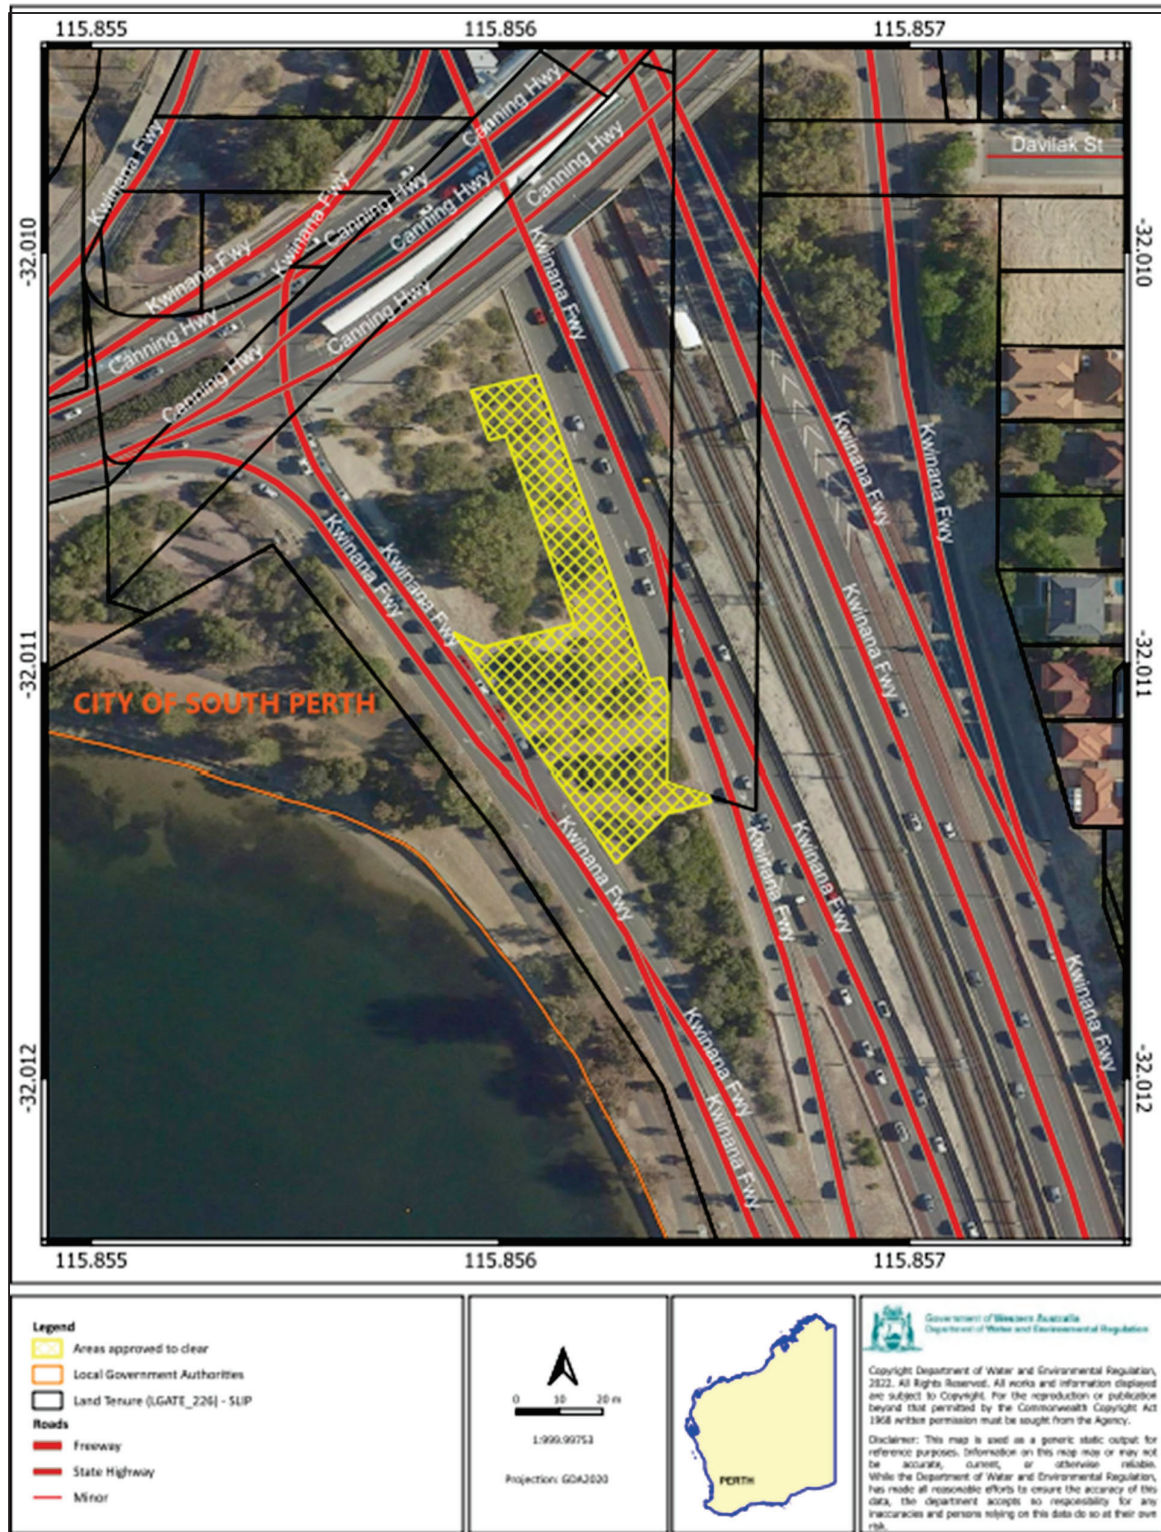 115.855 115.856 115.857
Canning Hwy
Davilak St
Kwinana Fwy
Canning Hwy
Kwinana Fwy
Canning Hwy
Canning Hwy
-32.010
Kwinana Fwy
Kwinana Fwy
-32.010
Canning Hwy
Canning Hwy
Canning Hwy
Kwinana Fwy
Kwinana Fwy
Kwinana Fwy
Kwinana Fwy
Kwinana Fwy
-32.011
Kwinana Fwy
-32.011
CITY OF SOUTH PERTH
Kwinana Fwy
Kwinana Fwy
Kwinana Fwy
Kwinana Fwy
-32.012
Kwinana Fwy
Kwinana Fwy
-32.012
115.855 115.856 115.857
Legend
Areas approved to clear
Local Government Authorities
Land Tenure (LGATE_226) - SLIP
Roads
Freeway
State Highway
Minor
0 10 20 m
1:999.99753
Projection: GDA2020
PERTH
Government of Western Australia
Department of Water and Environmental Regulation
Copyright Department of Water and Environmental Regulation,
2022. All Rights Reserved. All works and information displayed
are subject to Copyright. For the reproduction or publication
beyond that permitted by the Commonwealth Copyright Act
1968 written permission must be sought from the Agency.
Disclaimer: This map is used as a generic static output for
reference purposes. Information on this map may or may not
be accurate, current, or otherwise reliable.
While the Department of Water and Environmental Regulation,
has made all reasonable efforts to ensure the accuracy of this
data, the department accepts no responsibility for any
inaccuracies and persons relying on this data do so at their own
risk.